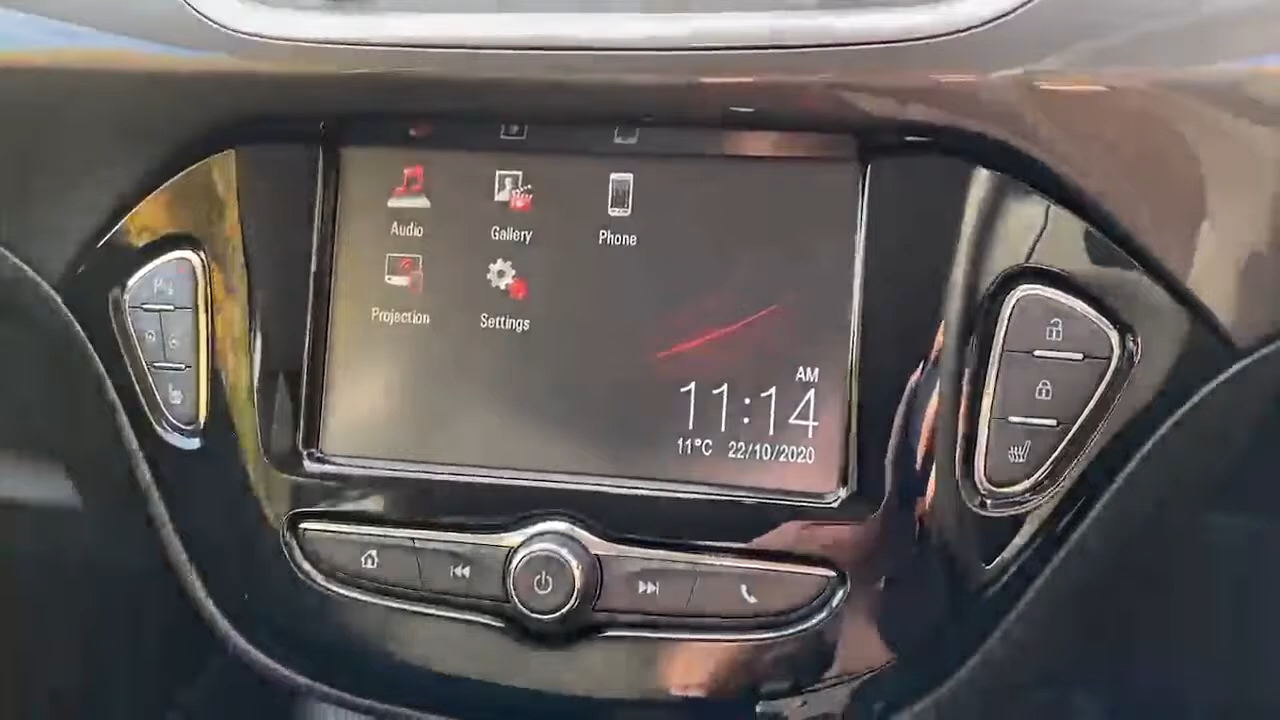 Audio
Gallery
Phone
Projection
Settings
AM
11:14
11°C 22/10/2020